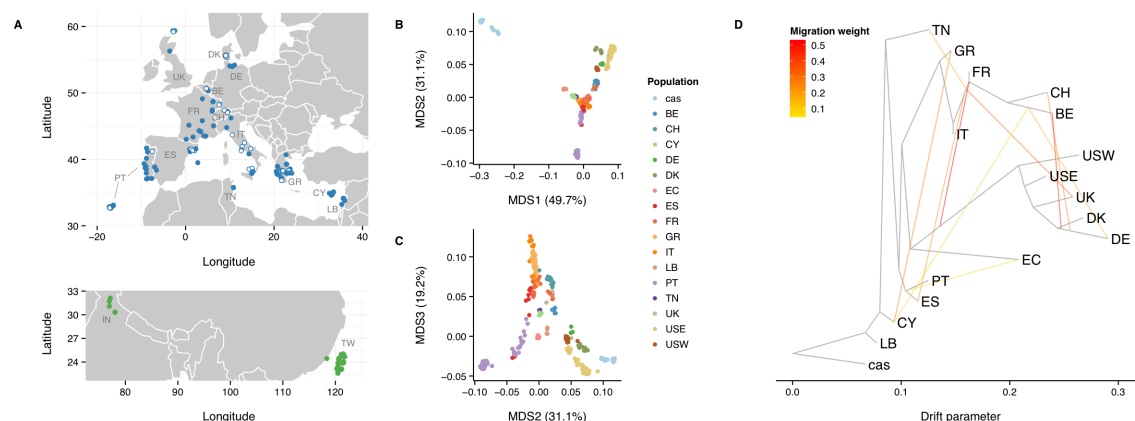 A
60
50
40
30
Latitude
−20
0
20
40
Longitude
UK
DK
DE
BE
FR
CH
IT
ES
PT
GR
TN
CY
LB
33
30
27
24
Latitude
80
90
100
110
120
Longitude
IN
TW
B
0.10
0.05
0.00
−0.05
−0.10
MDS2 (31.1%)
−0.3
−0.2
−0.1
0.0
0.1
MDS1 (49.7%)
C
0.10
0.05
0.00
−0.05
MDS3 (19.2%)
−0.10
−0.05
0.00
0.05
0.10
MDS2 (31.1%)
Population
cas
BE
CH
CY
DE
DK
EC
ES
FR
GR
IT
LB
PT
TN
UK
USE
USW
D
Migration weight
0.5
0.4
0.3
0.2
0.1
TN
GR
FR
CH
BE
IT
USW
USE
UK
DK
DE
EC
PT
ES
CY
LB
cas
0.0
0.1
0.2
0.3
Drift parameter